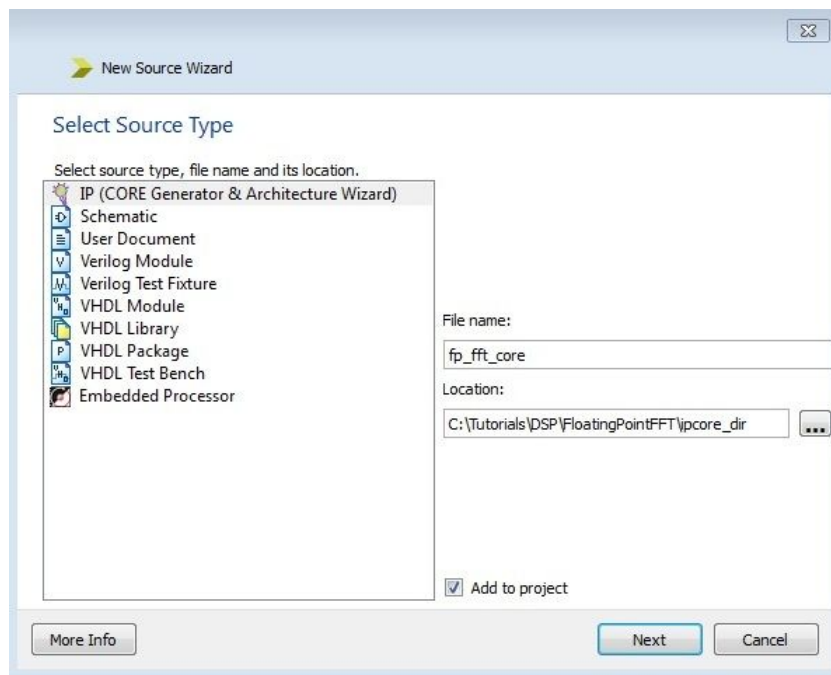 New Source Wizard
Select Source Type
Select source type, file name and its location.
IP (CORE Generator & Architecture Wizard)
Schematic
User Document
Verilog Module
Verilog Test Fixture
VHDL Module
VHDL Library
VHDL Package
VHDL Test Bench
Embedded Processor
File name:
fp_fft_core
Location:
C:\Tutorials\DSP\FloatingPointFFT\ipcore_dir
...
Add to project
More Info
Next
Cancel